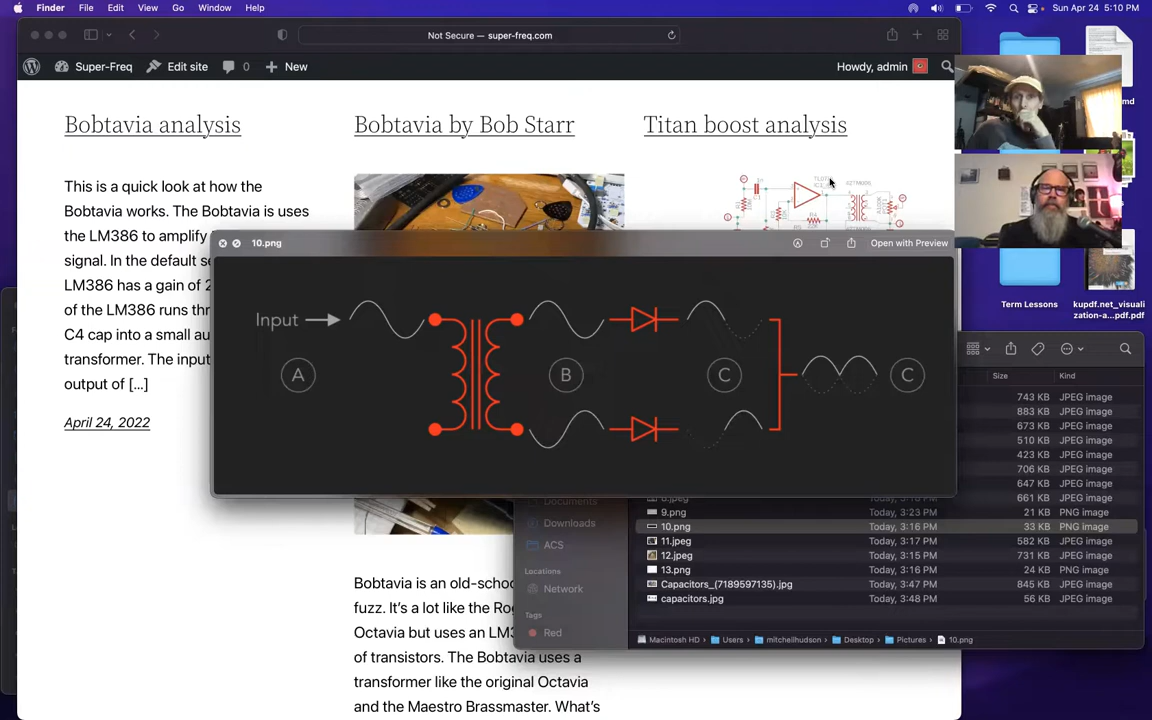 Finder File Edit View Go Window Help
Sun Apr 24 5:10 PM
Not Secure — super-freq.com
Super-Freq Edit site 0 New
Howdy, admin
Bobtavia analysis
Bobtavia by Bob Starr
Titan boost analysis
This is a quick look at how the
Bobtavia works. The Bobtavia is uses
the LM386 to amplify
signal. In the default se
LM386 has a gain of 2
of the LM386 runs thr
C4 cap into a small au
transformer. The input
output of […]
April 24, 2022
10.png
Open with Preview
Input
A
B
C
C
Bobtavia is an old-schoo
fuzz. It’s a lot like the Rog
Octavia but uses an LM3
of transistors. The Bobtavia uses a
transformer like the original Octavia
and the Maestro Brassmaster. What’s
md
Term Lessons
kupdf.net_visuali
zation-a...pdf.pdf
Size Kind
743 KB JPEG image
883 KB JPEG image
673 KB JPEG image
510 KB JPEG image
423 KB JPEG image
706 KB JPEG image
647 KB JPEG image
8.jpeg Today, 3:16 PM 661 KB JPEG image
9.png Today, 3:23 PM 21 KB PNG image
10.png Today, 3:16 PM 33 KB PNG image
11.jpeg Today, 3:17 PM 582 KB JPEG image
12.jpeg Today, 3:15 PM 731 KB JPEG image
13.png Today, 3:16 PM 24 KB PNG image
Capacitors_(7189597135).jpg Today, 3:47 PM 845 KB JPEG image
capacitors.jpg Today, 3:48 PM 56 KB JPEG image
Documents
Downloads
ACS
Locations
Network
Tags
Red
Macintosh HD Users mitchellhudson Desktop Pictures 10.png